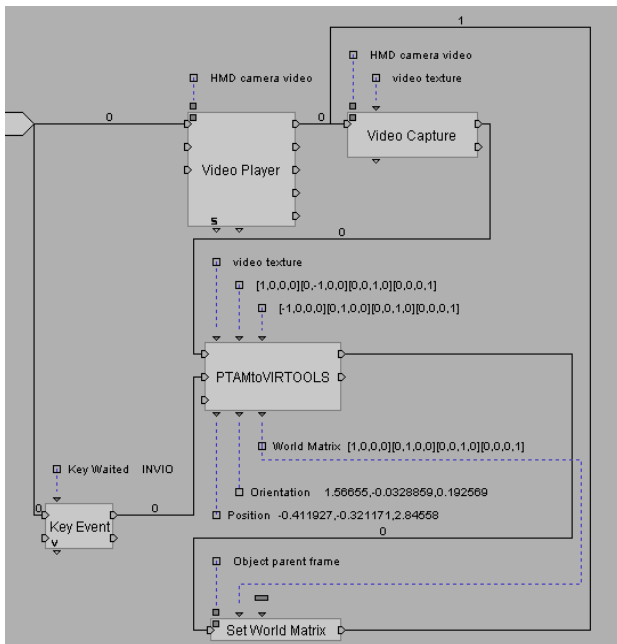 1
HMD camera video
HMD camera video
video texture
0
0
Video Capture
Video Player
S
0
video texture
[1,0,0,0][0,-1,0,0][0,0,1,0][0,0,0,1]
[-1,0,0,0][0,1,0,0][0,0,1,0][0,0,0,1]
PTAMtoVIRTOOLS
World Matrix [1,0,0,0][0,1,0,0][0,0,1,0][0,0,0,1]
Key Waited INVIO
Orientation 1.56655,-0.0328859,0.192569
0
0
Position -0.411927,-0.321171,2.84558
Key Event
V
0
Object parent frame
Set World Matrix